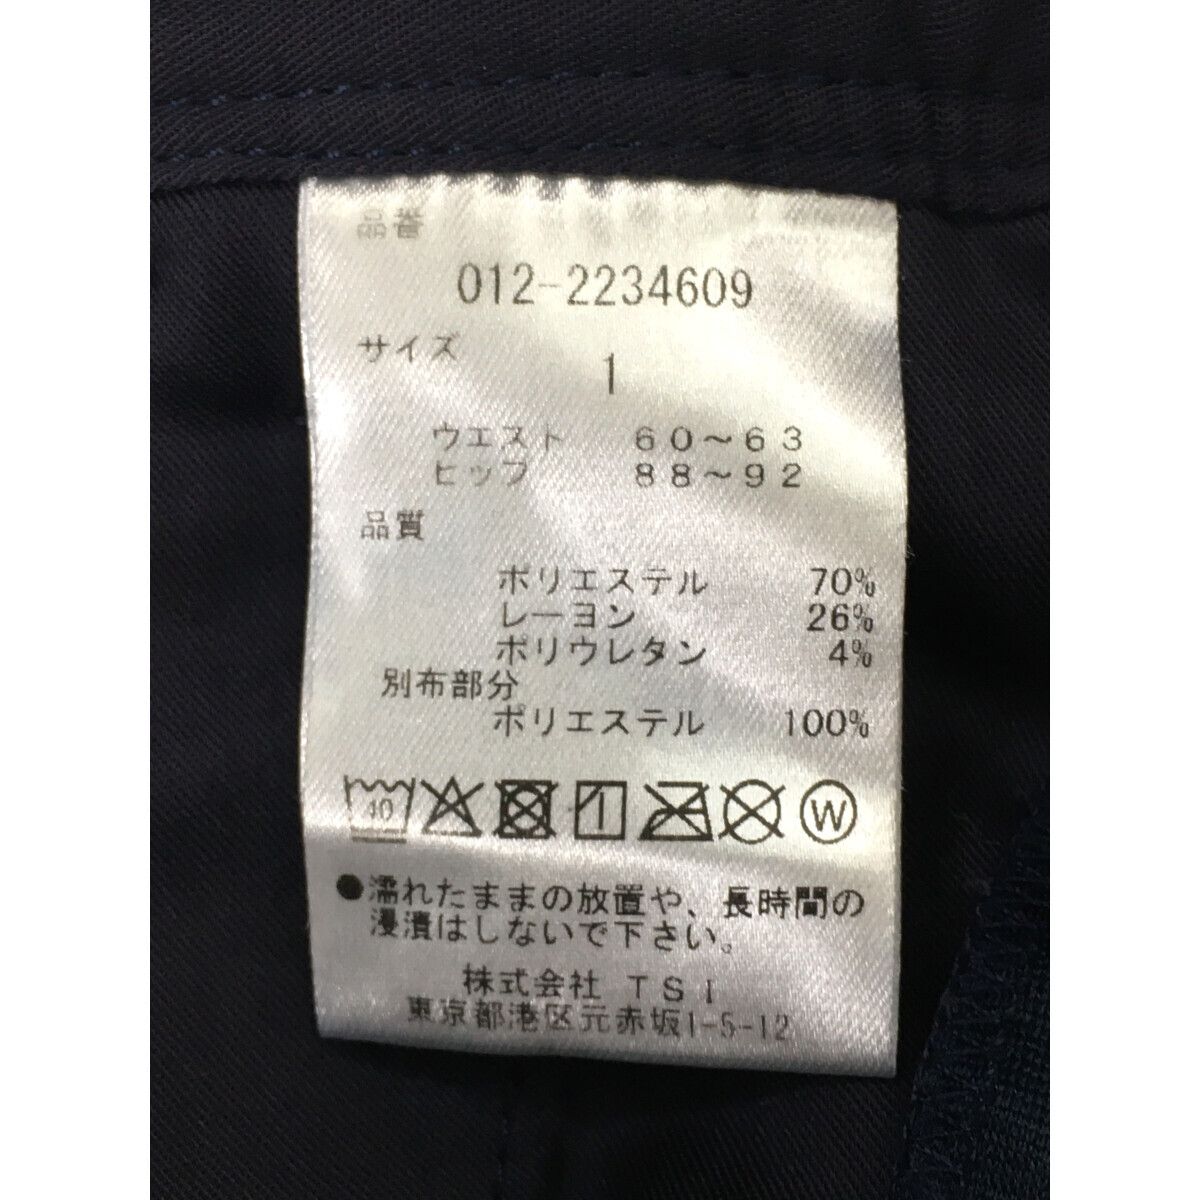 品番
012-2234609
サイズ
1
ウエスト 60～63
ヒップ 88～92
品質
ポリエステル 70%
レーヨン 26%
ポリウレタン 4%
別布部分
ポリエステル 100%
40 W
●濡れたままの放置や、長時間の
浸漬はしないで下さい。
株式会社 TSI
東京都港区元赤坂1-5-12